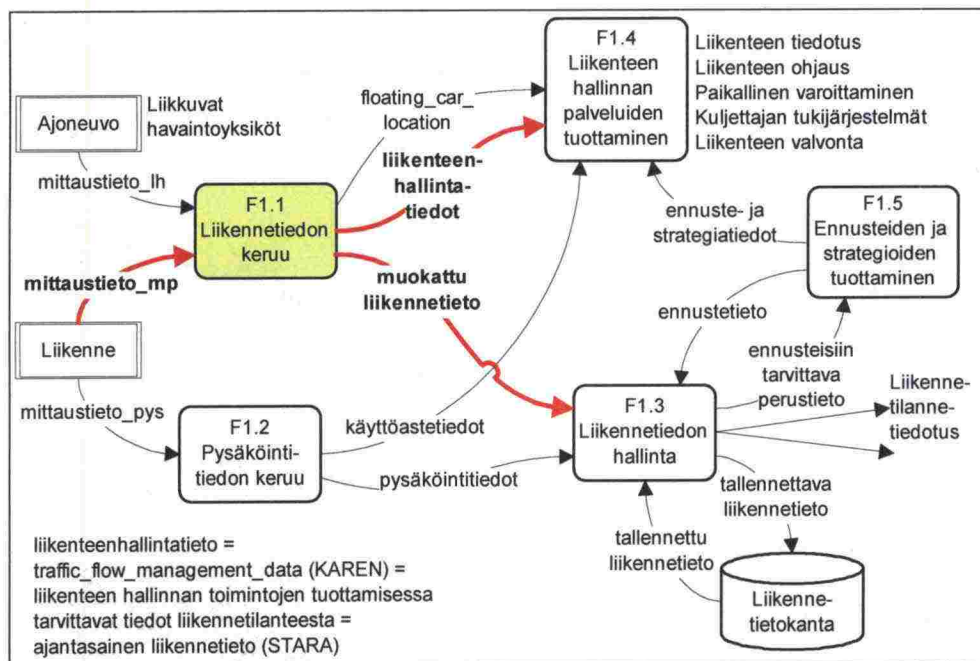 F1.4
Liikenteen
hallinnan
palveluiden
tuottaminen
Liikenteen tiedotus
Liikenteen ohjaus
Paikallinen varoittaminen
Kuljettajan tukijärjestelmät
Liikenteen valvonta
Ajoneuvo
Liikkuvat
havaintoyksiköt
floating_car_
location
mittaustieto_lh
liikenteen-
hallinta-
tiedot
F1.1
Liikennetiedon
keruu
ennuste- ja
strategiatiedot
F1.5
Ennusteiden ja
strategioiden
tuottaminen
mittaustieto_mp
muokattu
liikennetieto
ennustetieto
Liikenne
ennusteisiin
tarvittava
perustieto
Liikenne-
tilanne-
tiedotus
mittaustieto_pys
F1.2
Pysäköinti-
tiedon keruu
käyttöastetiedot
F1.3
Liikennetiedon
hallinta
pysäköintitiedot
tallennettava
liikennetieto
tallennettu
liikennetieto
Liikenne-
tietokanta
liikenteenhallintatieto =
traffic_flow_management_data (KAREN) =
liikenteen hallinnan toimintojen tuottamisessa
tarvittavat tiedot liikennetilanteesta =
ajantasainen liikennetieto (STARA)